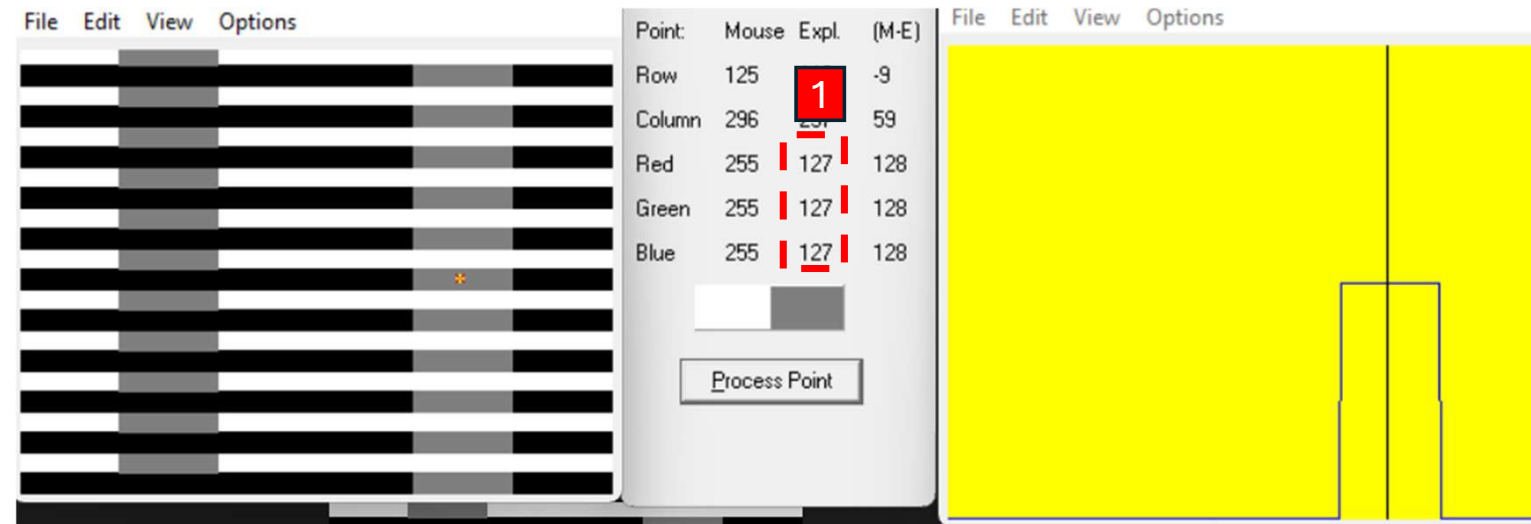 File Edit View Options
Point: Mouse Expl. (M-E)
Row 125 -9
1
Column 296 59
Red 255 127 128
Green 255 127 128
Blue 255 127 128
Process Point
File Edit View Options